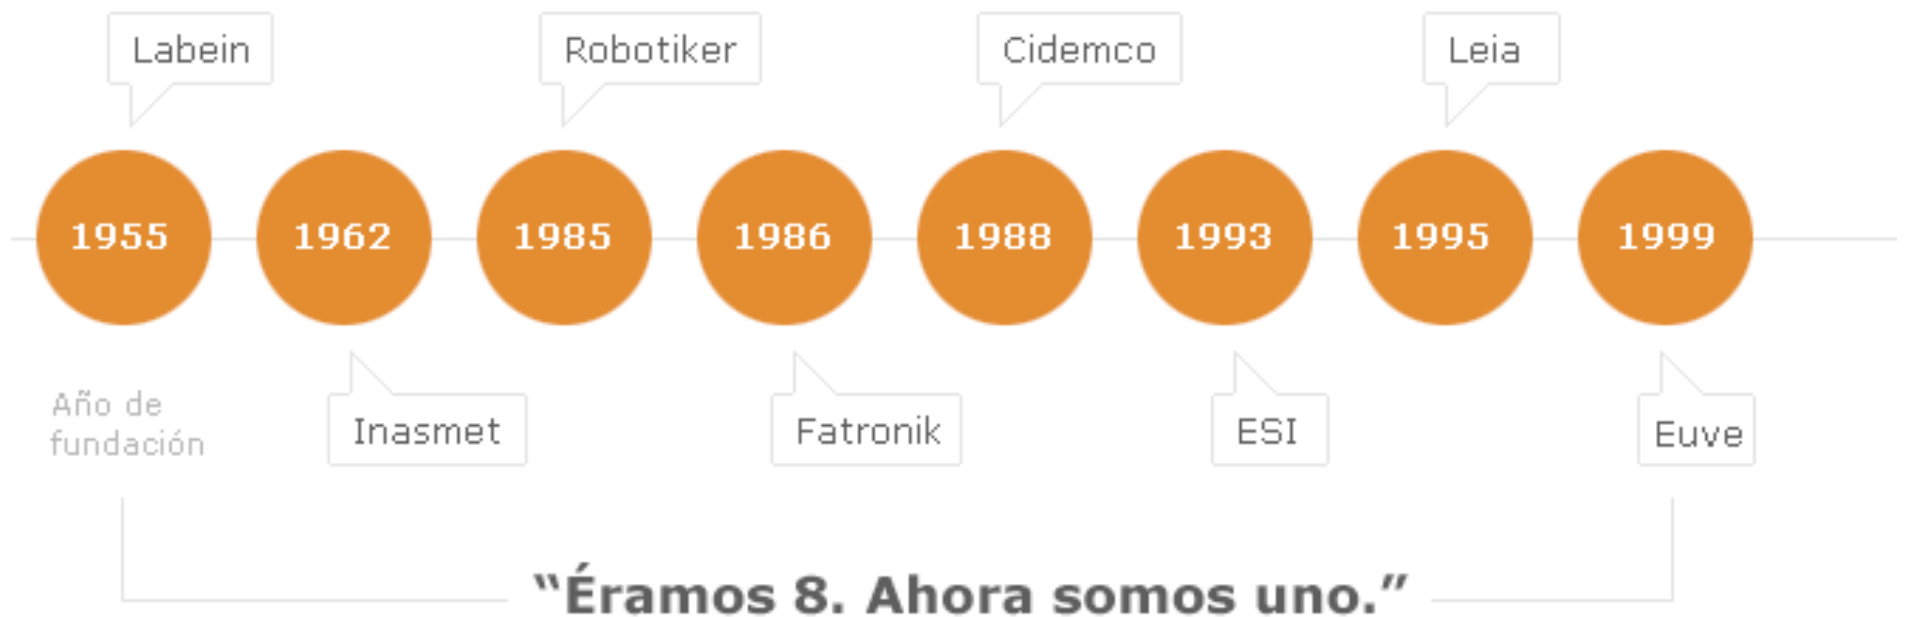 Labein
Robotiker
Cidemco
Leia
1955
1962
1985
1986
1988
1993
1995
1999
Año de
fundación
Inasmet
Fatronik
ESI
Euve
“Éramos 8. Ahora somos uno.”